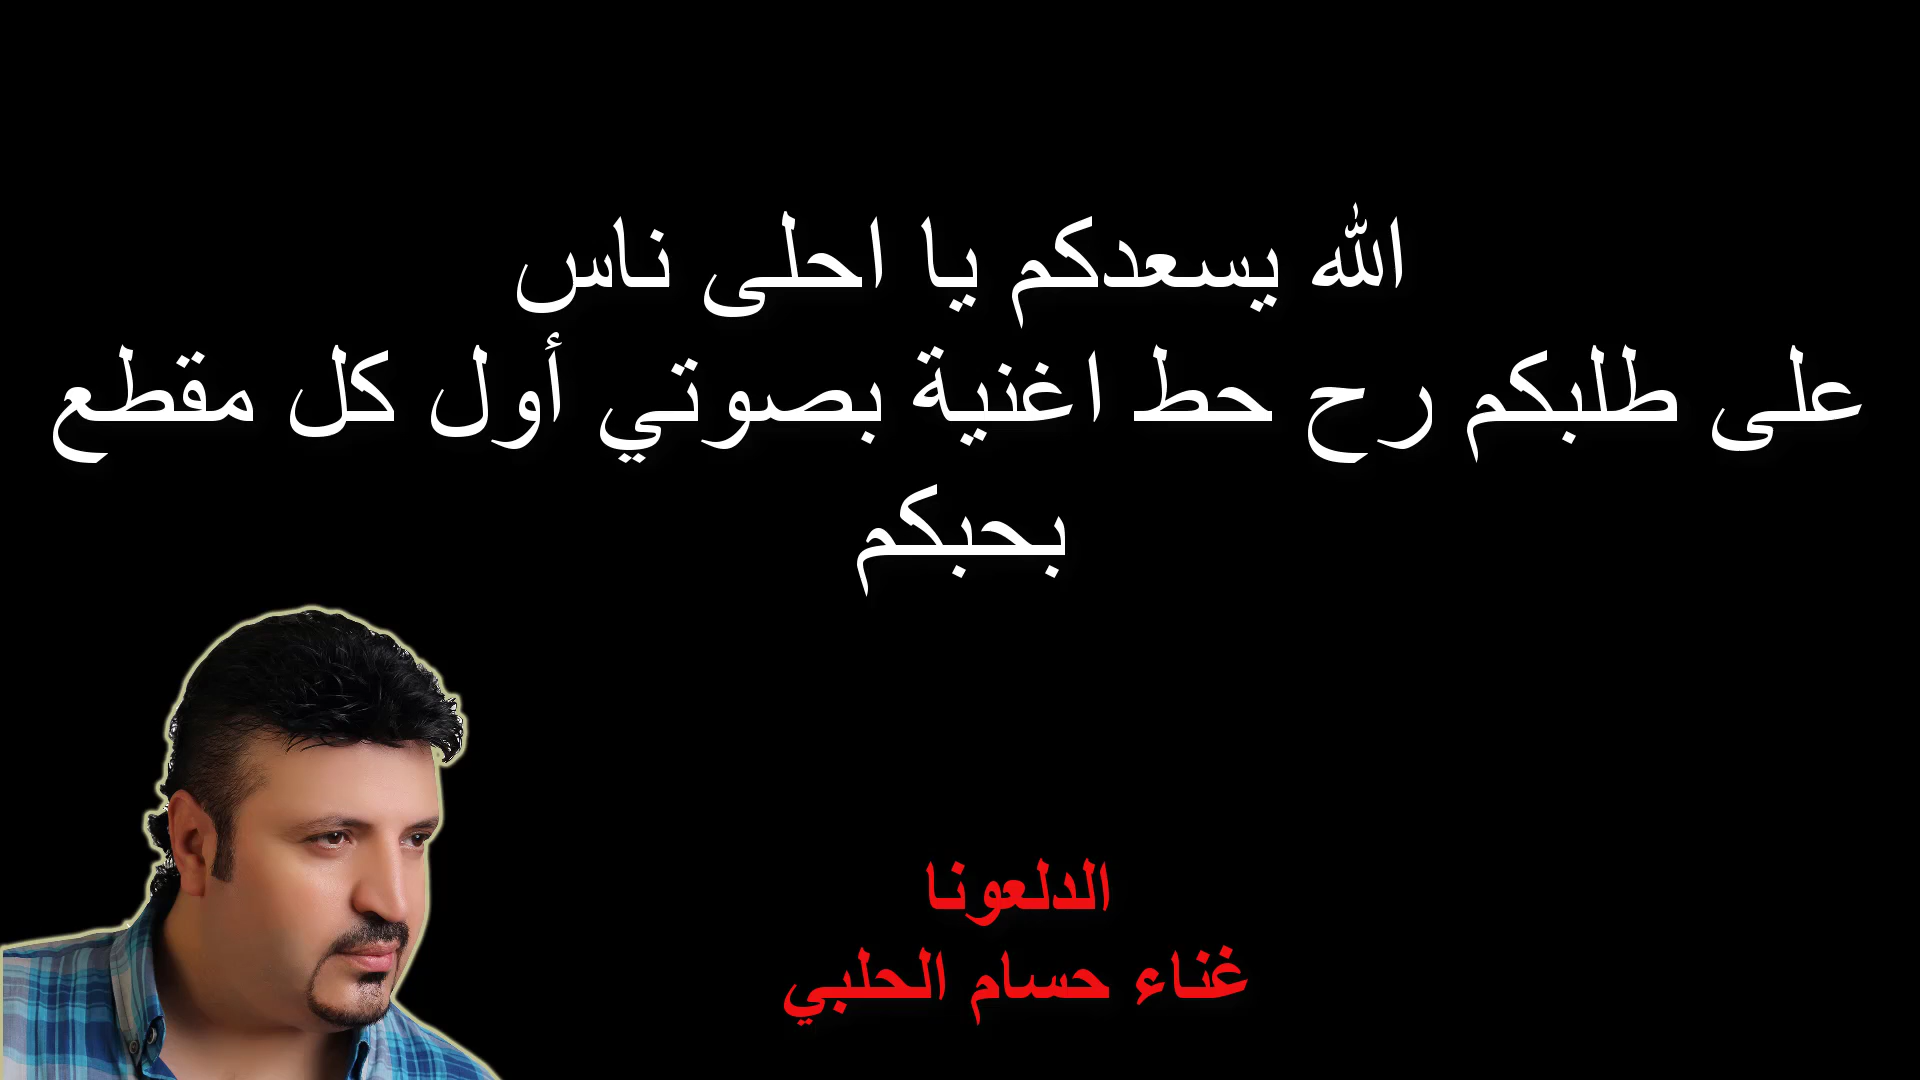 الله يسعدكم يا احلى ناس
على طلبكم رح حط اغنية بصوتي أول كل مقطع
بحبكم
الدلعونا
غناء حسام الحلبي